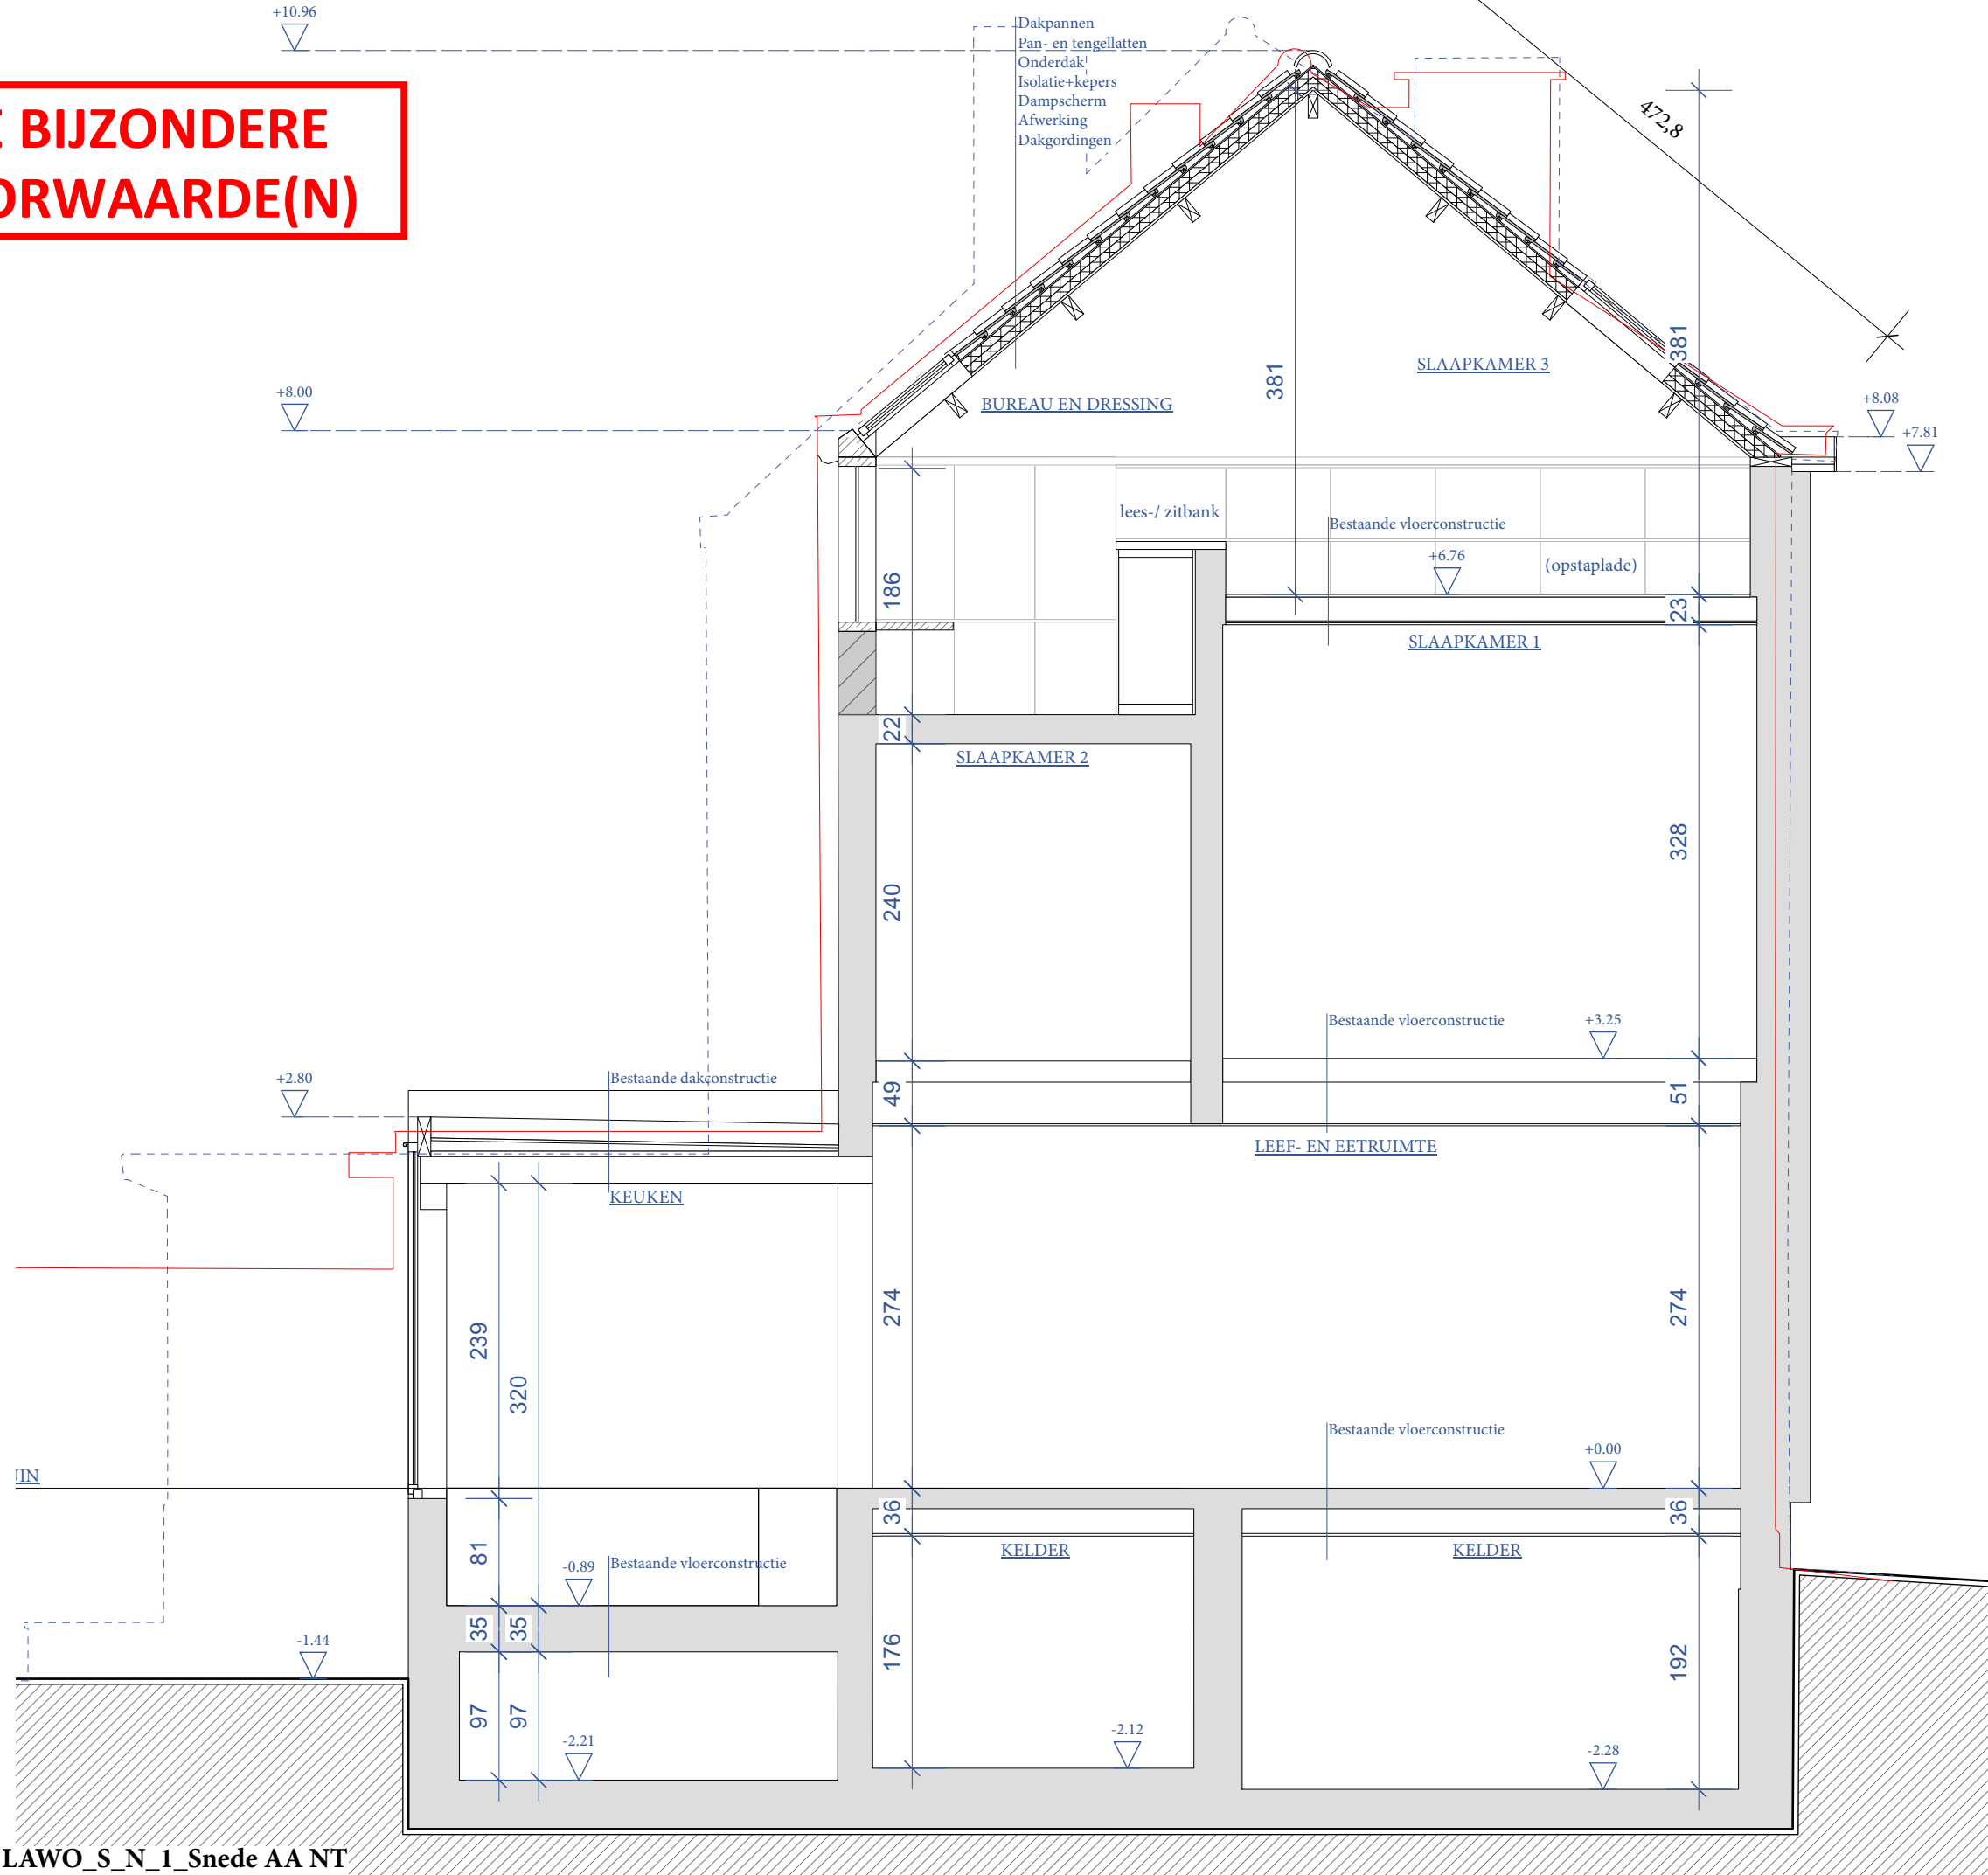 +10.96
Dakpannen
Pan- en tengellatten
Onderdak
Isolatie+kepers
Dampscherm
Afwerking
Dakgordingen
BIJZONDERE
ORWAARDE(N)
472,8
381
381
SLAAPKAMER 3
BUREAU EN DRESSING
+8.00
+8.08
+7.81
lees-/ zitbank
Bestaande vloerconstructie
+6.76
(opstaplade)
186
23
SLAAPKAMER 1
22
SLAAPKAMER 2
328
240
Bestaande vloerconstructie
+3.25
+2.80
Bestaande dakconstructie
49
51
LEEF- EN EETRUIMTE
KEUKEN
274
274
239
320
Bestaande vloerconstructie
+0.00
UIN
36
36
KELDER
KELDER
81
-0.89
Bestaande vloerconstructie
35
35
-1.44
176
192
97
97
-2.21
-2.12
-2.28
LAWO_S_N_1_Snede AA NT